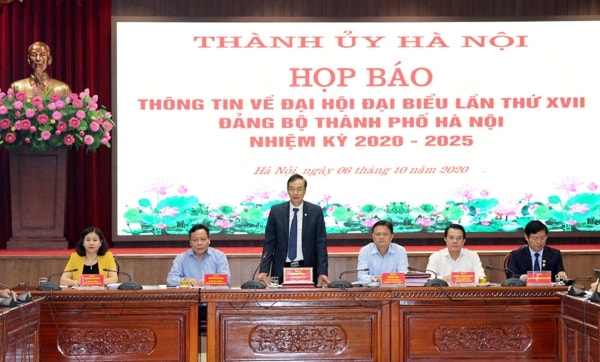 THÀNH ỦY HÀ NỘI
HỌP BÁO
THÔNG TIN VỀ ĐẠI HỘI ĐẠI BIỂU LẦN THỨ XVII
ĐẢNG BỘ THÀNH PHỐ HÀ NỘI
NHIỆM KỲ 2020 - 2025
Hà Nội, ngày 06 tháng 10 năm 2020